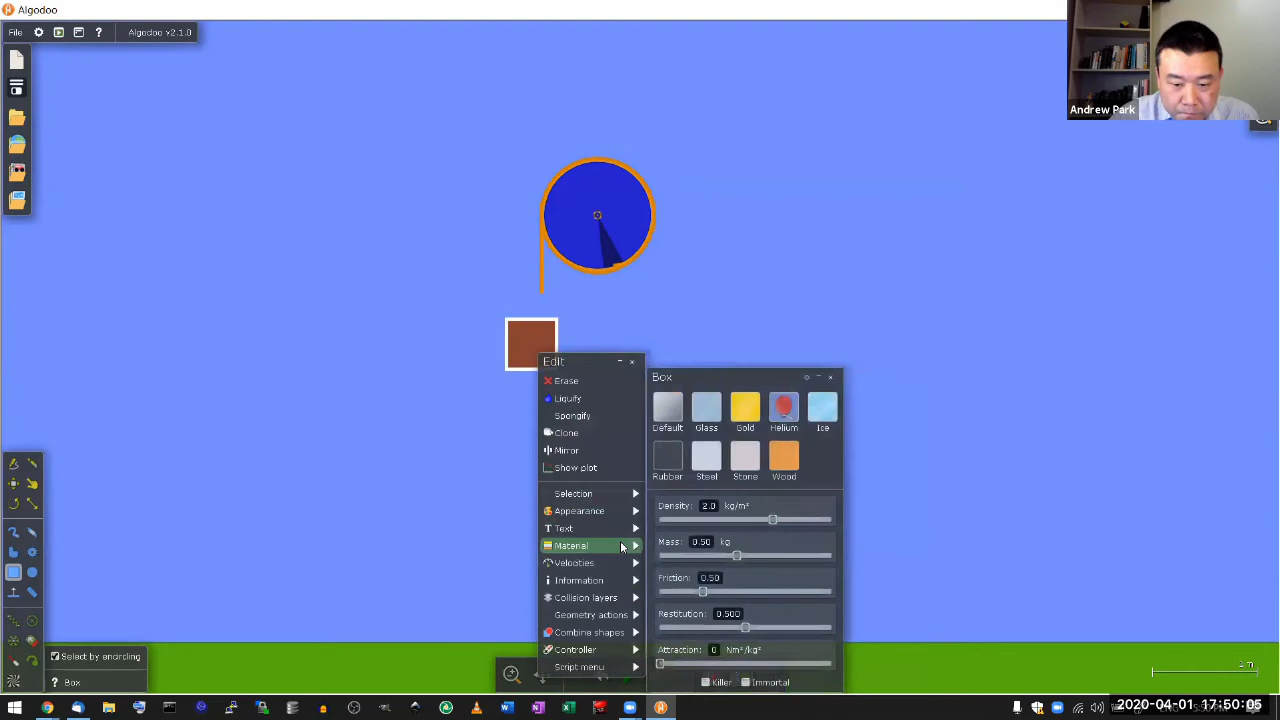 Algodoo
File ? Algodoo v2.1.0
Andrew Park
Edit
Erase
Liquify
Spongify
Clone
Mirror
Show plot
Selection
Appearance
T Text
Material
Velocities
Information
Collision layers
Geometry actions
Combine shapes
Controller
Script menu
Box
Default Glass Gold Helium Ice
Rubber Steel Stone Wood
Density: 2.0 kg/m²
Mass: 0.50 kg
Friction: 0.50
Restitution: 0.500
Attraction: 0 Nm²/kg²
Killer Immortal
Select by encircling
? Box
2020-04-01 17:50:05